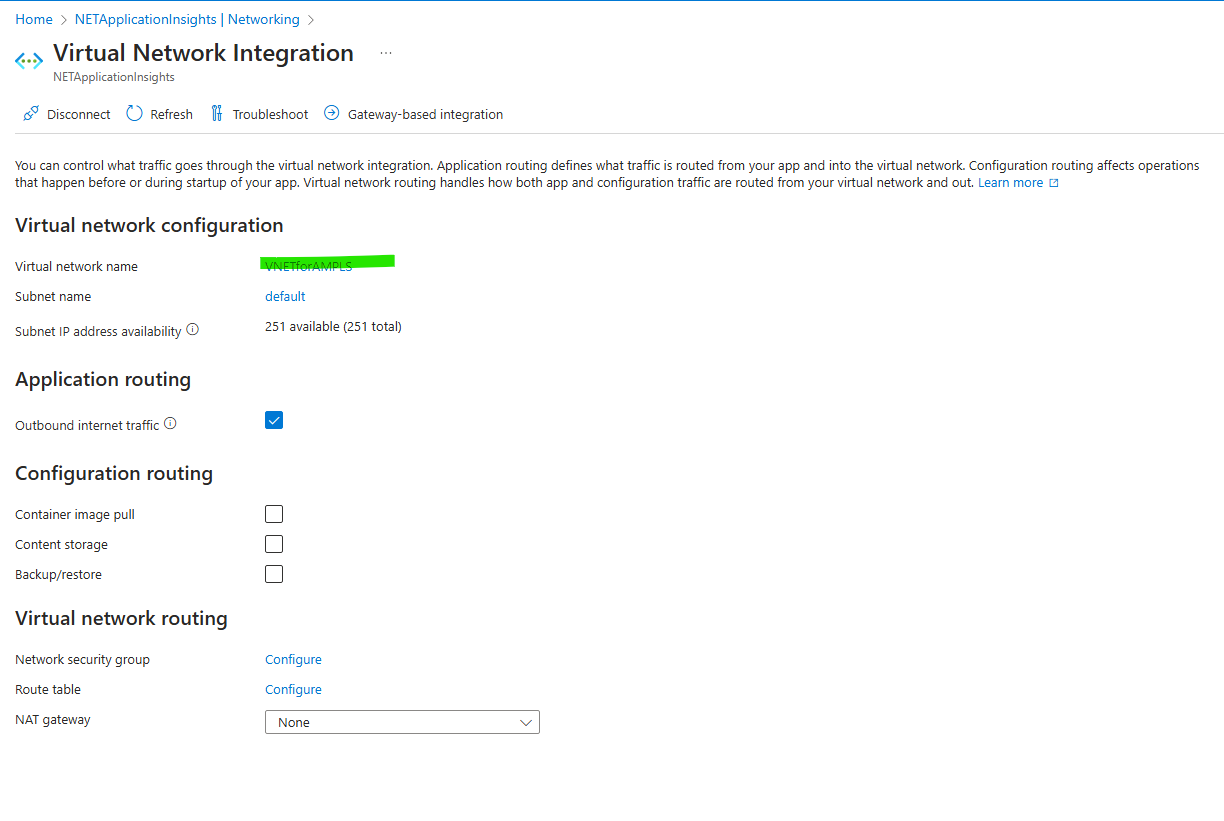 Home > NETApplicationInsights | Networking >
Virtual Network Integration ...
NETApplicationInsights
Disconnect Refresh Troubleshoot Gateway-based integration
You can control what traffic goes through the virtual network integration. Application routing defines what traffic is routed from your app and into the virtual network. Configuration routing affects operations
that happen before or during startup of your app. Virtual network routing handles how both app and configuration traffic are routed from your virtual network and out. Learn more
Virtual network configuration
Virtual network name VNETforAMPLS
Subnet name default
Subnet IP address availability 251 available (251 total)
Application routing
Outbound internet traffic
Configuration routing
Container image pull
Content storage
Backup/restore
Virtual network routing
Network security group Configure
Route table Configure
NAT gateway None